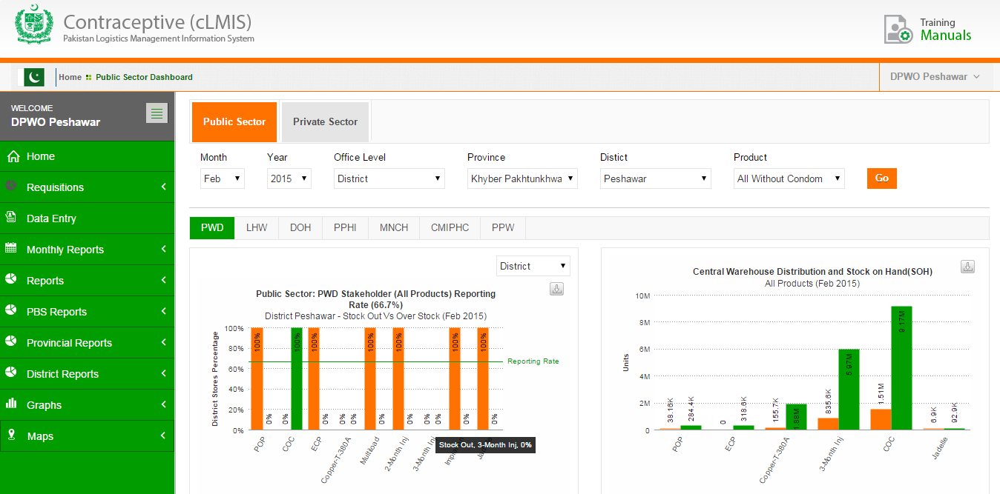 Contraceptive (cLMIS)
Pakistan Logistics Management Information System
Training
Manuals
Home Public Sector Dashboard
DPWO Peshawar
WELCOME
DPWO Peshawar
Home
Requisitions
Data Entry
Monthly Reports
Reports
PBS Reports
Provincial Reports
District Reports
Graphs
Maps
Public Sector Private Sector
Month Year Office Level Province Distict Product
Feb 2015 District Khyber Pakhtunkhwa Peshawar All Without Condom Go
PWD LHW DOH PPHI MNCH CMIPHC PPW
District
Public Sector: PWD Stakeholder (All Products) Reporting
Rate (66.7%)
District Peshawar - Stock Out Vs Over Stock (Feb 2015)
District Stores Percentage
100%
80%
60%
40%
20%
0%
100% 0% 0% 100% 100% 0% 0% 0% 100% 0% 100% 0% 0% 0% 100% 0% 100% 0%
Reporting Rate
POP COC ECP Copper-T-380A Multiload 2-Month Inj 3-Month Inj
Stock Out, 3-Month Inj, 0%
Central Warehouse Distribution and Stock on Hand(SOH)
All Products (Feb 2015)
Units
10M
8M
6M
4M
2M
0
38.16K 284.4K 0 318.6K 155.7K 1.88M 835.6K 5.97M 1.51M 9.17M 6.9K 92.9K
POP ECP Copper-T-380A 3-Month Inj COC Jadelle